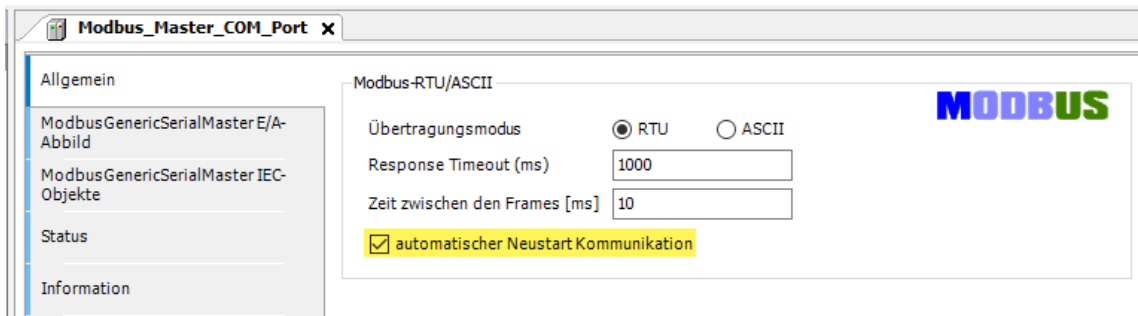 Modbus_Master_COM_Port x
Allgemein
ModbusGenericSerialMaster E/A-
Abbild
ModbusGenericSerialMaster IEC-
Objekte
Status
Information
Modbus-RTU/ASCII
MODBUS
Übertragungsmodus RTU ASCII
Response Timeout (ms) 1000
Zeit zwischen den Frames [ms] 10
automatischer Neustart Kommunikation